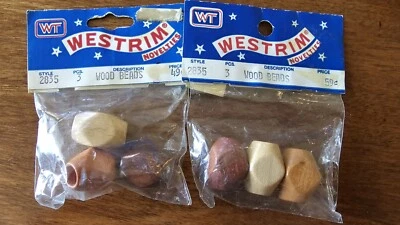 WT
WESTRIM®
NOVELTIES
STYLE PCS DESCRIPTION PRICE
2835 3 WOOD BEADS 49¢
WT
WESTRIM®
NOVELTIES
STYLE PCS DESCRIPTION PRICE
2835 3 WOOD BEADS 59¢